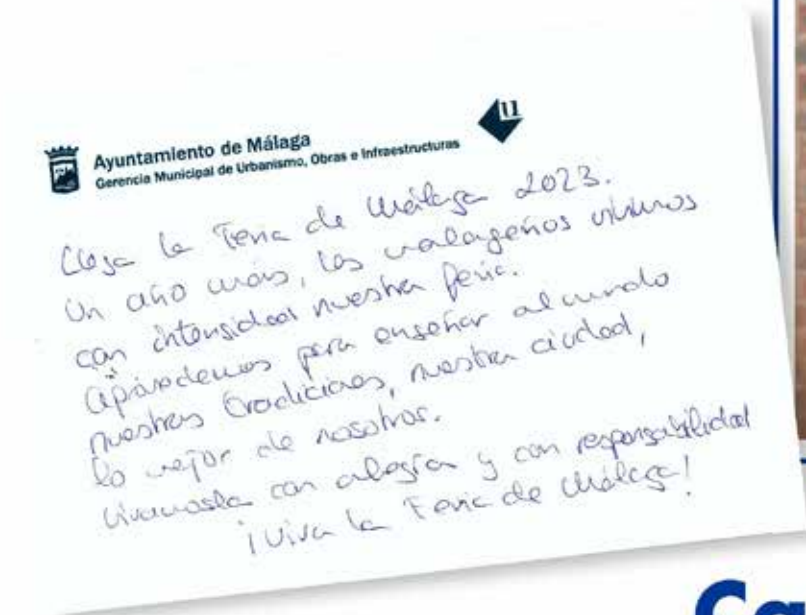 Ayuntamiento de Málaga
Gerencia Municipal de Urbanismo, Obras e Infraestructuras
Llega la Feria de Málaga 2023.
Un año más, los malagueños vivimos
con intensidad nuestra feria.
para enseñar al mundo
nuestras tradiciones, nuestra ciudad,
lo mejor de nosotros.
Vivamosla con alegría y con responsabilidad
¡Viva la Feria de Málaga!